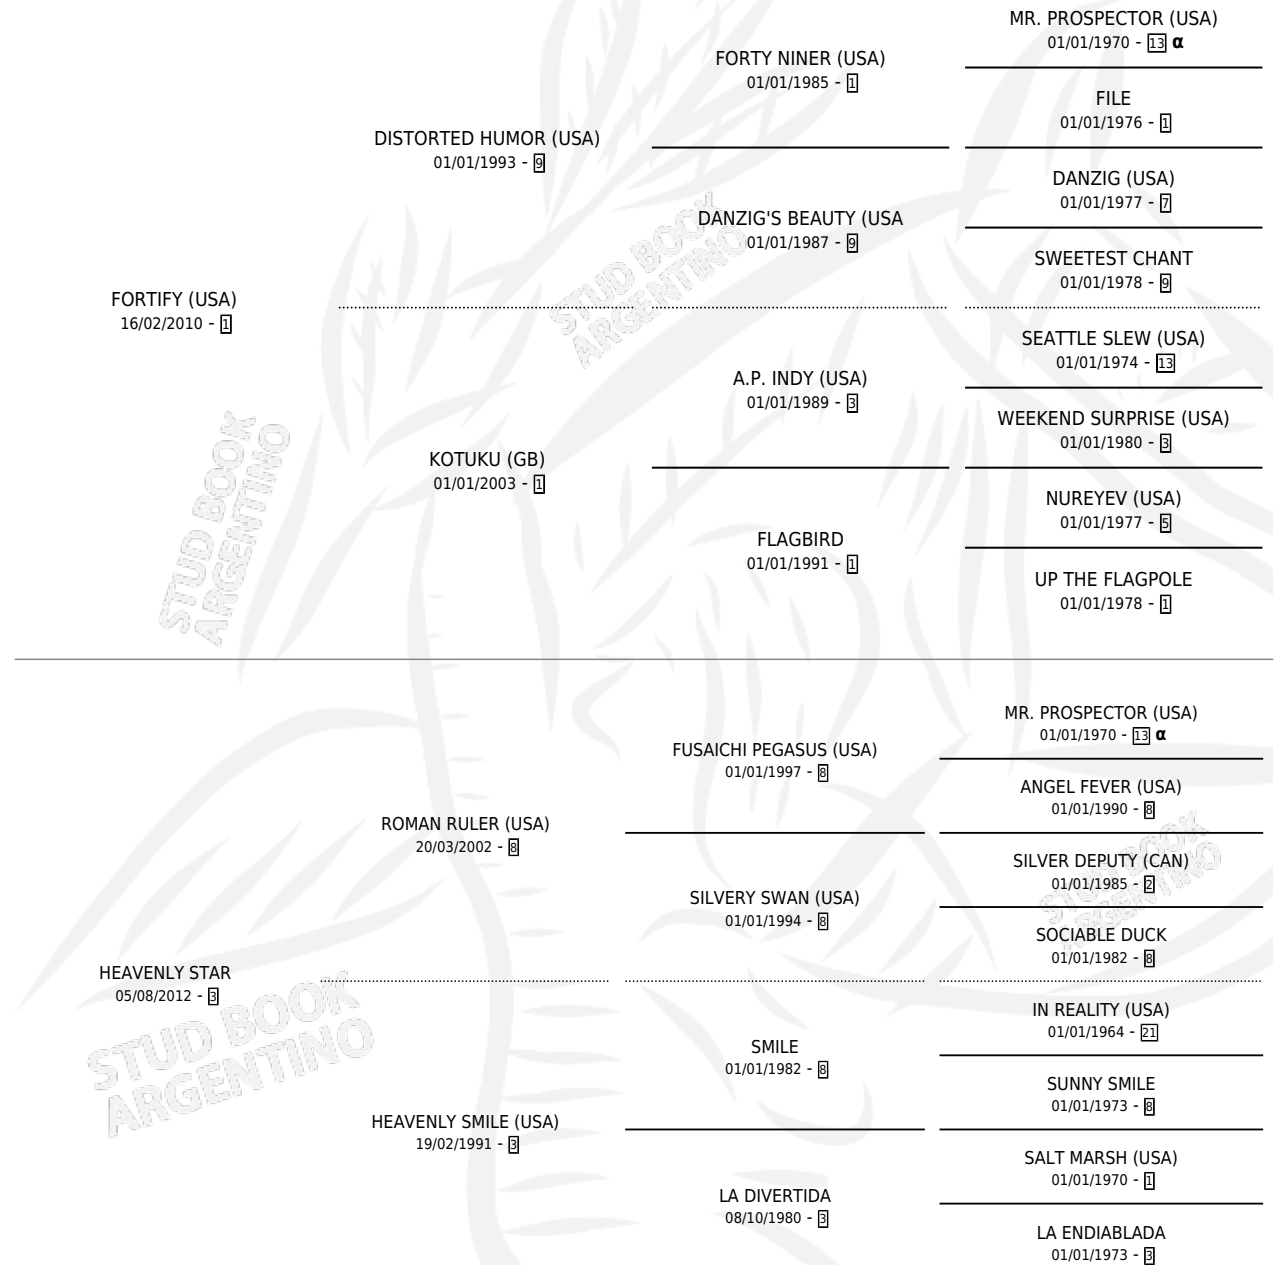 FORTIFY (USA)
16/02/2010 - 1
DISTORTED HUMOR (USA)
01/01/1993 - 9
FORTY NINER (USA)
01/01/1985 - 1
MR. PROSPECTOR (USA)
01/01/1970 - 13 α
FILE
01/01/1976 - 1
DANZIG'S BEAUTY (USA
01/01/1987 - 9
DANZIG (USA)
01/01/1977 - 7
SWEETEST CHANT
01/01/1978 - 9
KOTUKU (GB)
01/01/2003 - 1
A.P. INDY (USA)
01/01/1989 - 3
SEATTLE SLEW (USA)
01/01/1974 - 13
WEEKEND SURPRISE (USA)
01/01/1980 - 3
FLAGBIRD
01/01/1991 - 1
NUREYEV (USA)
01/01/1977 - 5
UP THE FLAGPOLE
01/01/1978 - 1
HEAVENLY STAR
05/08/2012 - 3
ROMAN RULER (USA)
20/03/2002 - 8
FUSAICHI PEGASUS (USA)
01/01/1997 - 8
MR. PROSPECTOR (USA)
01/01/1970 - 13 α
ANGEL FEVER (USA)
01/01/1990 - 8
SILVERY SWAN (USA)
01/01/1994 - 8
SILVER DEPUTY (CAN)
01/01/1985 - 2
SOCIABLE DUCK
01/01/1982 - 8
HEAVENLY SMILE (USA)
19/02/1991 - 3
SMILE
01/01/1982 - 8
IN REALITY (USA)
01/01/1964 - 21
SUNNY SMILE
01/01/1973 - 8
LA DIVERTIDA
08/10/1980 - 3
SALT MARSH (USA)
01/01/1970 - 1
LA ENDIABLADA
01/01/1973 - 3
STUD BOOK
ARGENTINO
STUD BOOK
ARGENTINO
STUD BOOK
ARGENTINO
STUD BOOK
ARGENTINO